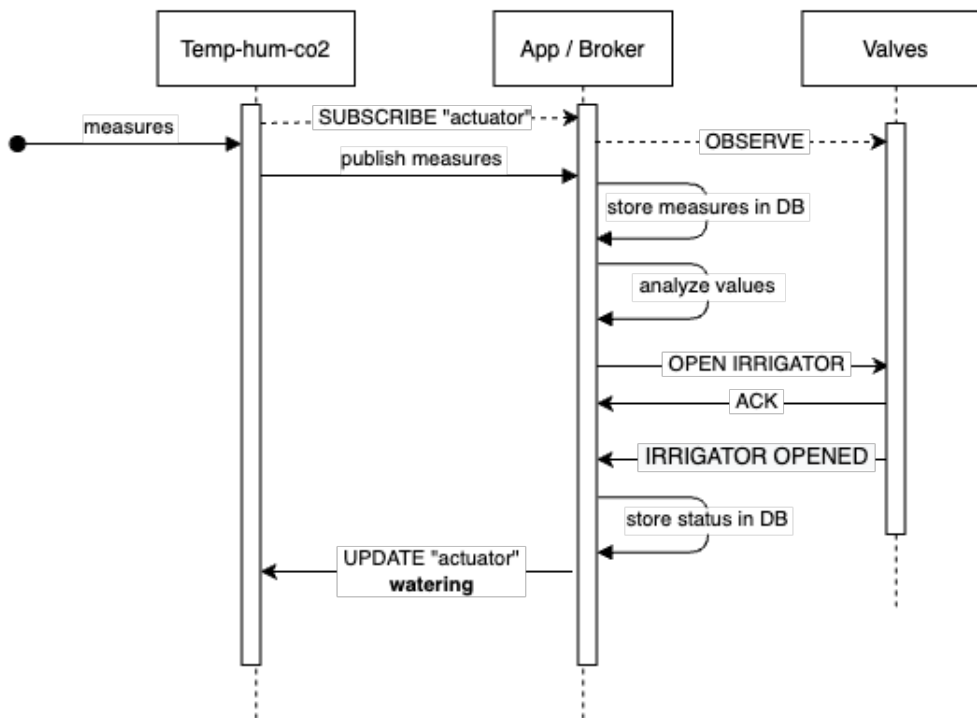 Temp-hum-co2
App / Broker
Valves
SUBSCRIBE "actuator"
measures
OBSERVE
publish measures
store measures in DB
analyze values
OPEN IRRIGATOR
ACK
IRRIGATOR OPENED
store status in DB
UPDATE "actuator"
watering